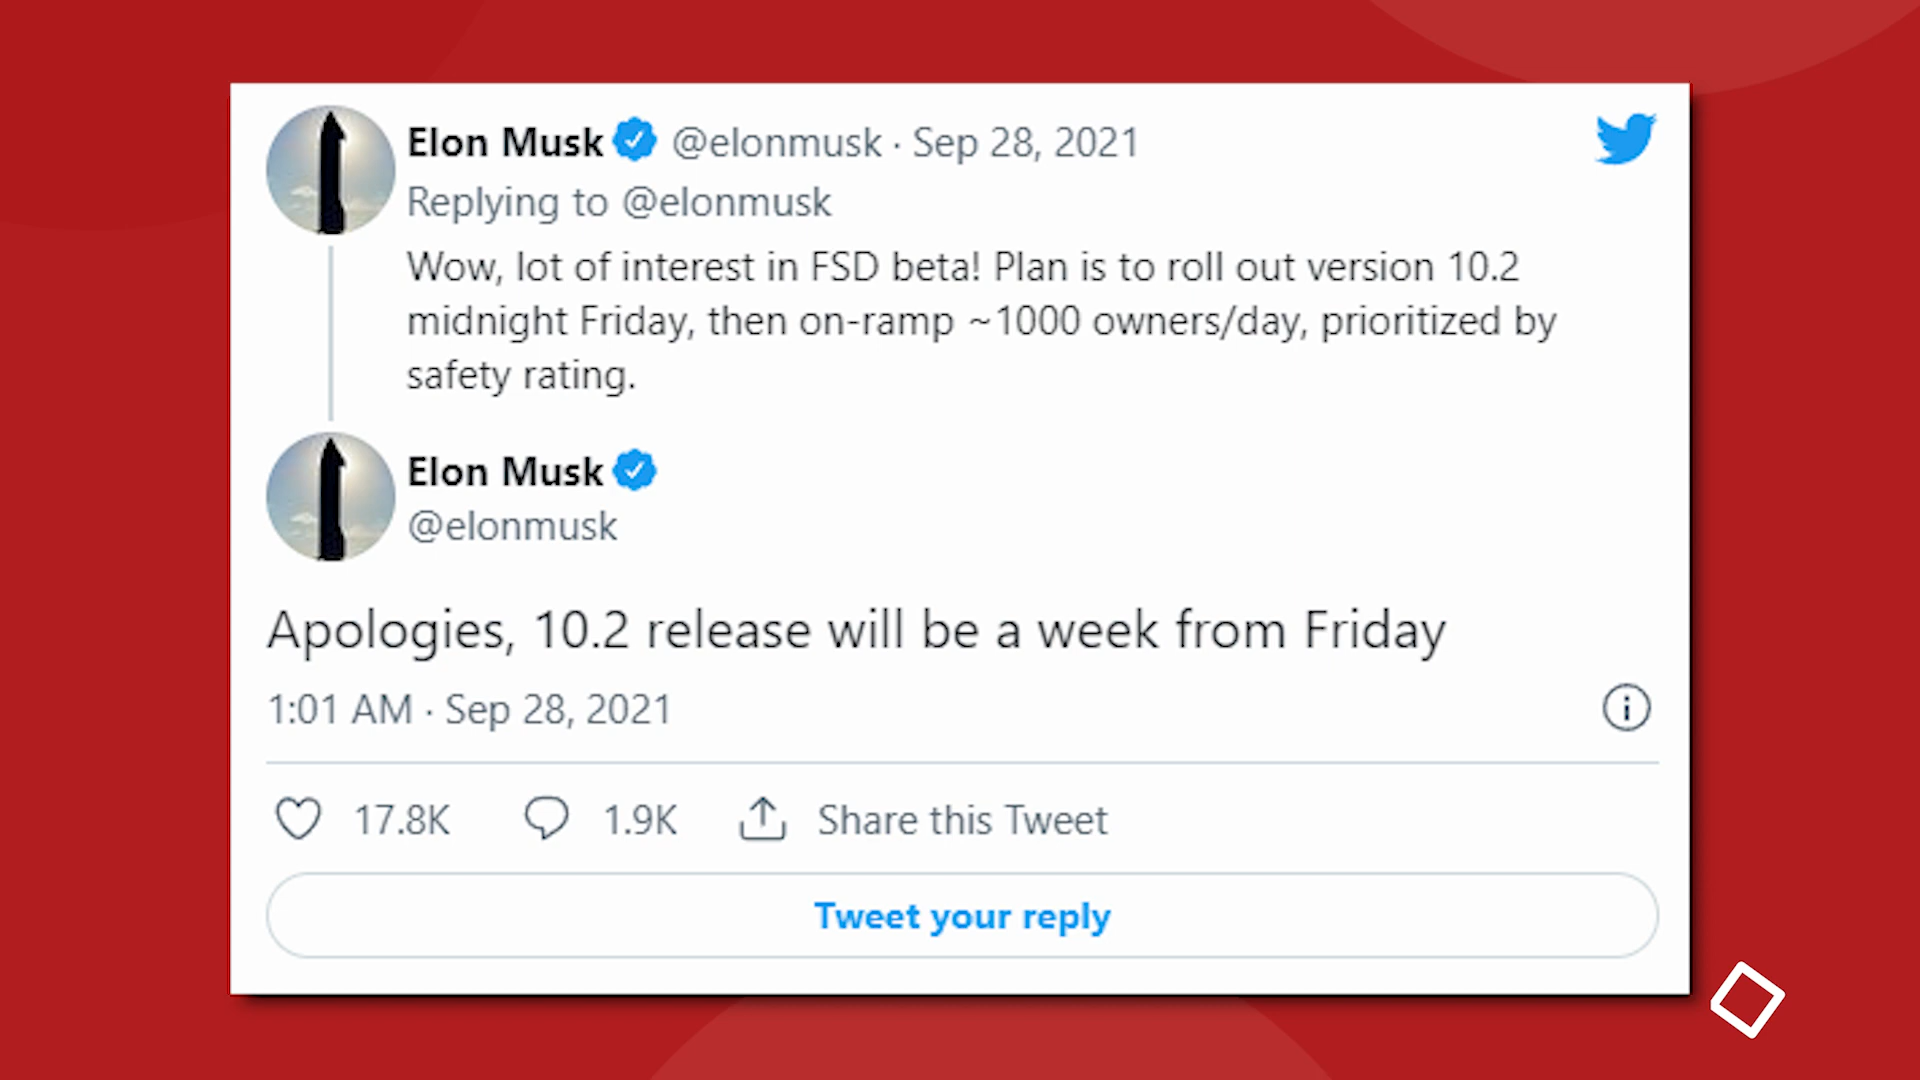 Elon Musk @elonmusk · Sep 28, 2021
Replying to @elonmusk
Wow, lot of interest in FSD beta! Plan is to roll out version 10.2
midnight Friday, then on-ramp ~1000 owners/day, prioritized by
safety rating.
Elon Musk
@elonmusk
Apologies, 10.2 release will be a week from Friday
1:01 AM · Sep 28, 2021
17.8K 1.9K Share this Tweet
Tweet your reply